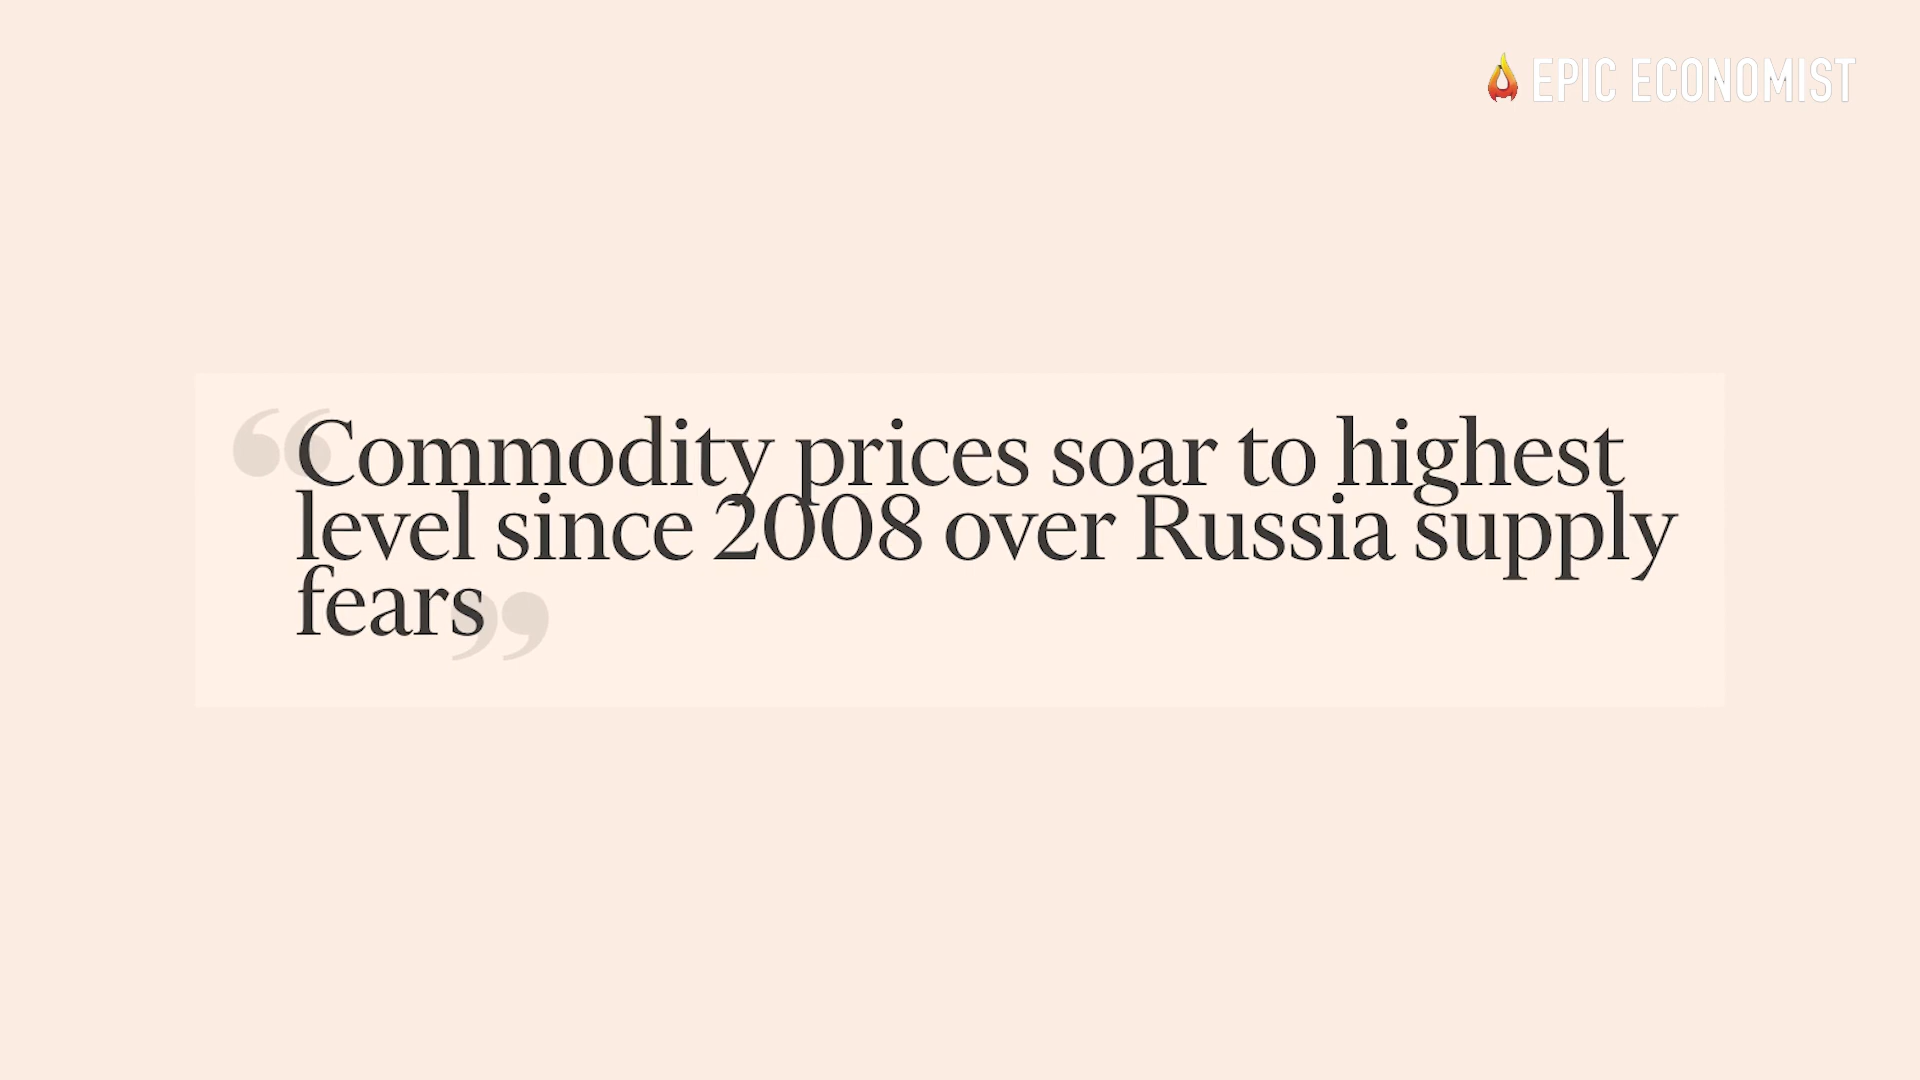 EPIC ECONOMIST
“Commodity prices soar to highest
level since 2008 over Russia supply
fears”